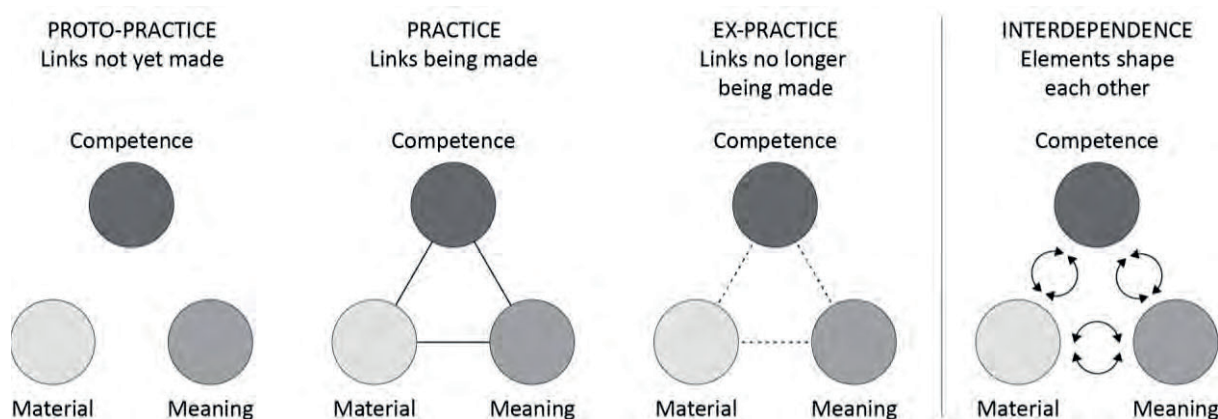 PROTO-PRACTICE
Links not yet made
Competence
Material
Meaning
PRACTICE
Links being made
Competence
Material
Meaning
EX-PRACTICE
Links no longer
being made
Competence
Material
Meaning
INTERDEPENDENCE
Elements shape
each other
Competence
Material
Meaning